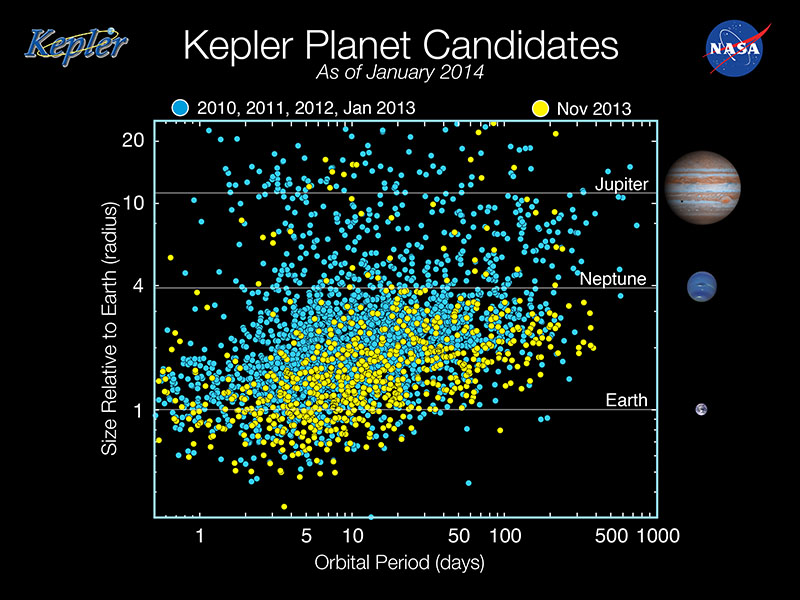 Kepler
Kepler Planet Candidates
NASA
As of January 2014
2010, 2011, 2012, Jan 2013
Nov 2013
20
10
4
1
Size Relative to Earth (radius)
Jupiter
Neptune
Earth
1 5 10 50 100 500 1000
Orbital Period (days)